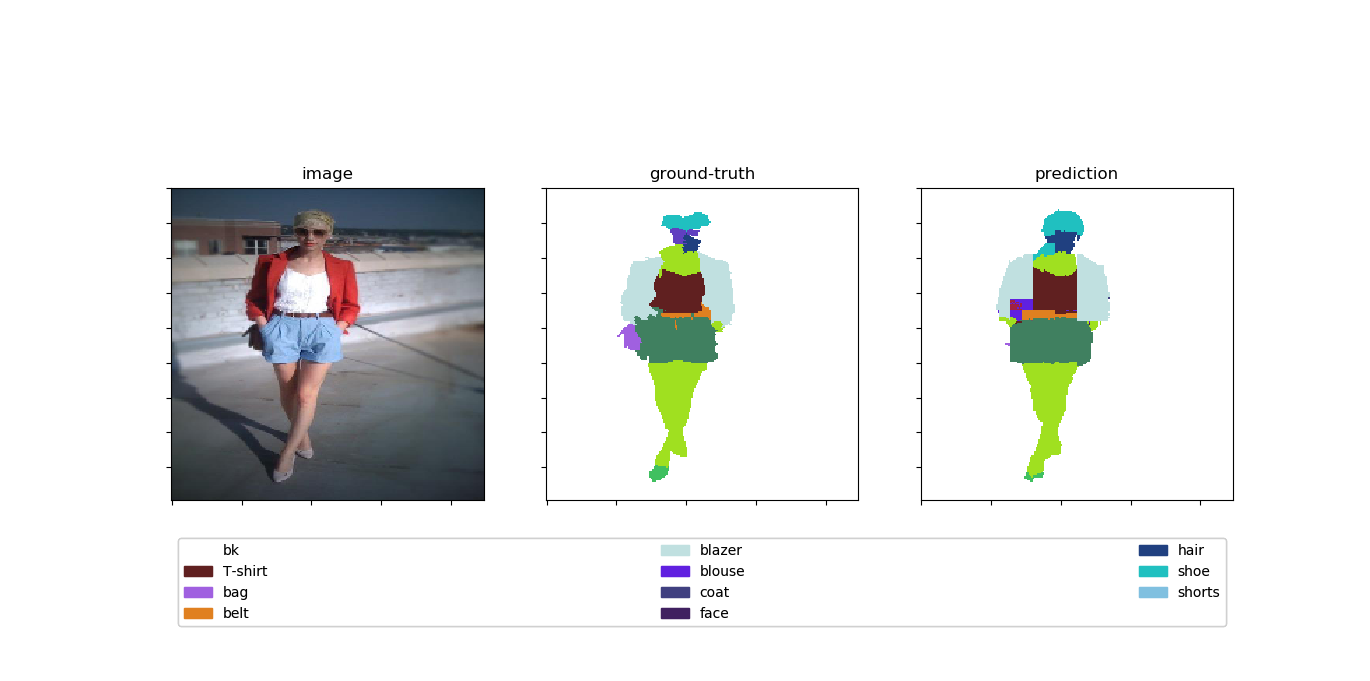 image ground-truth prediction
bk blazer hair
T-shirt blouse shoe
bag coat shorts
belt face